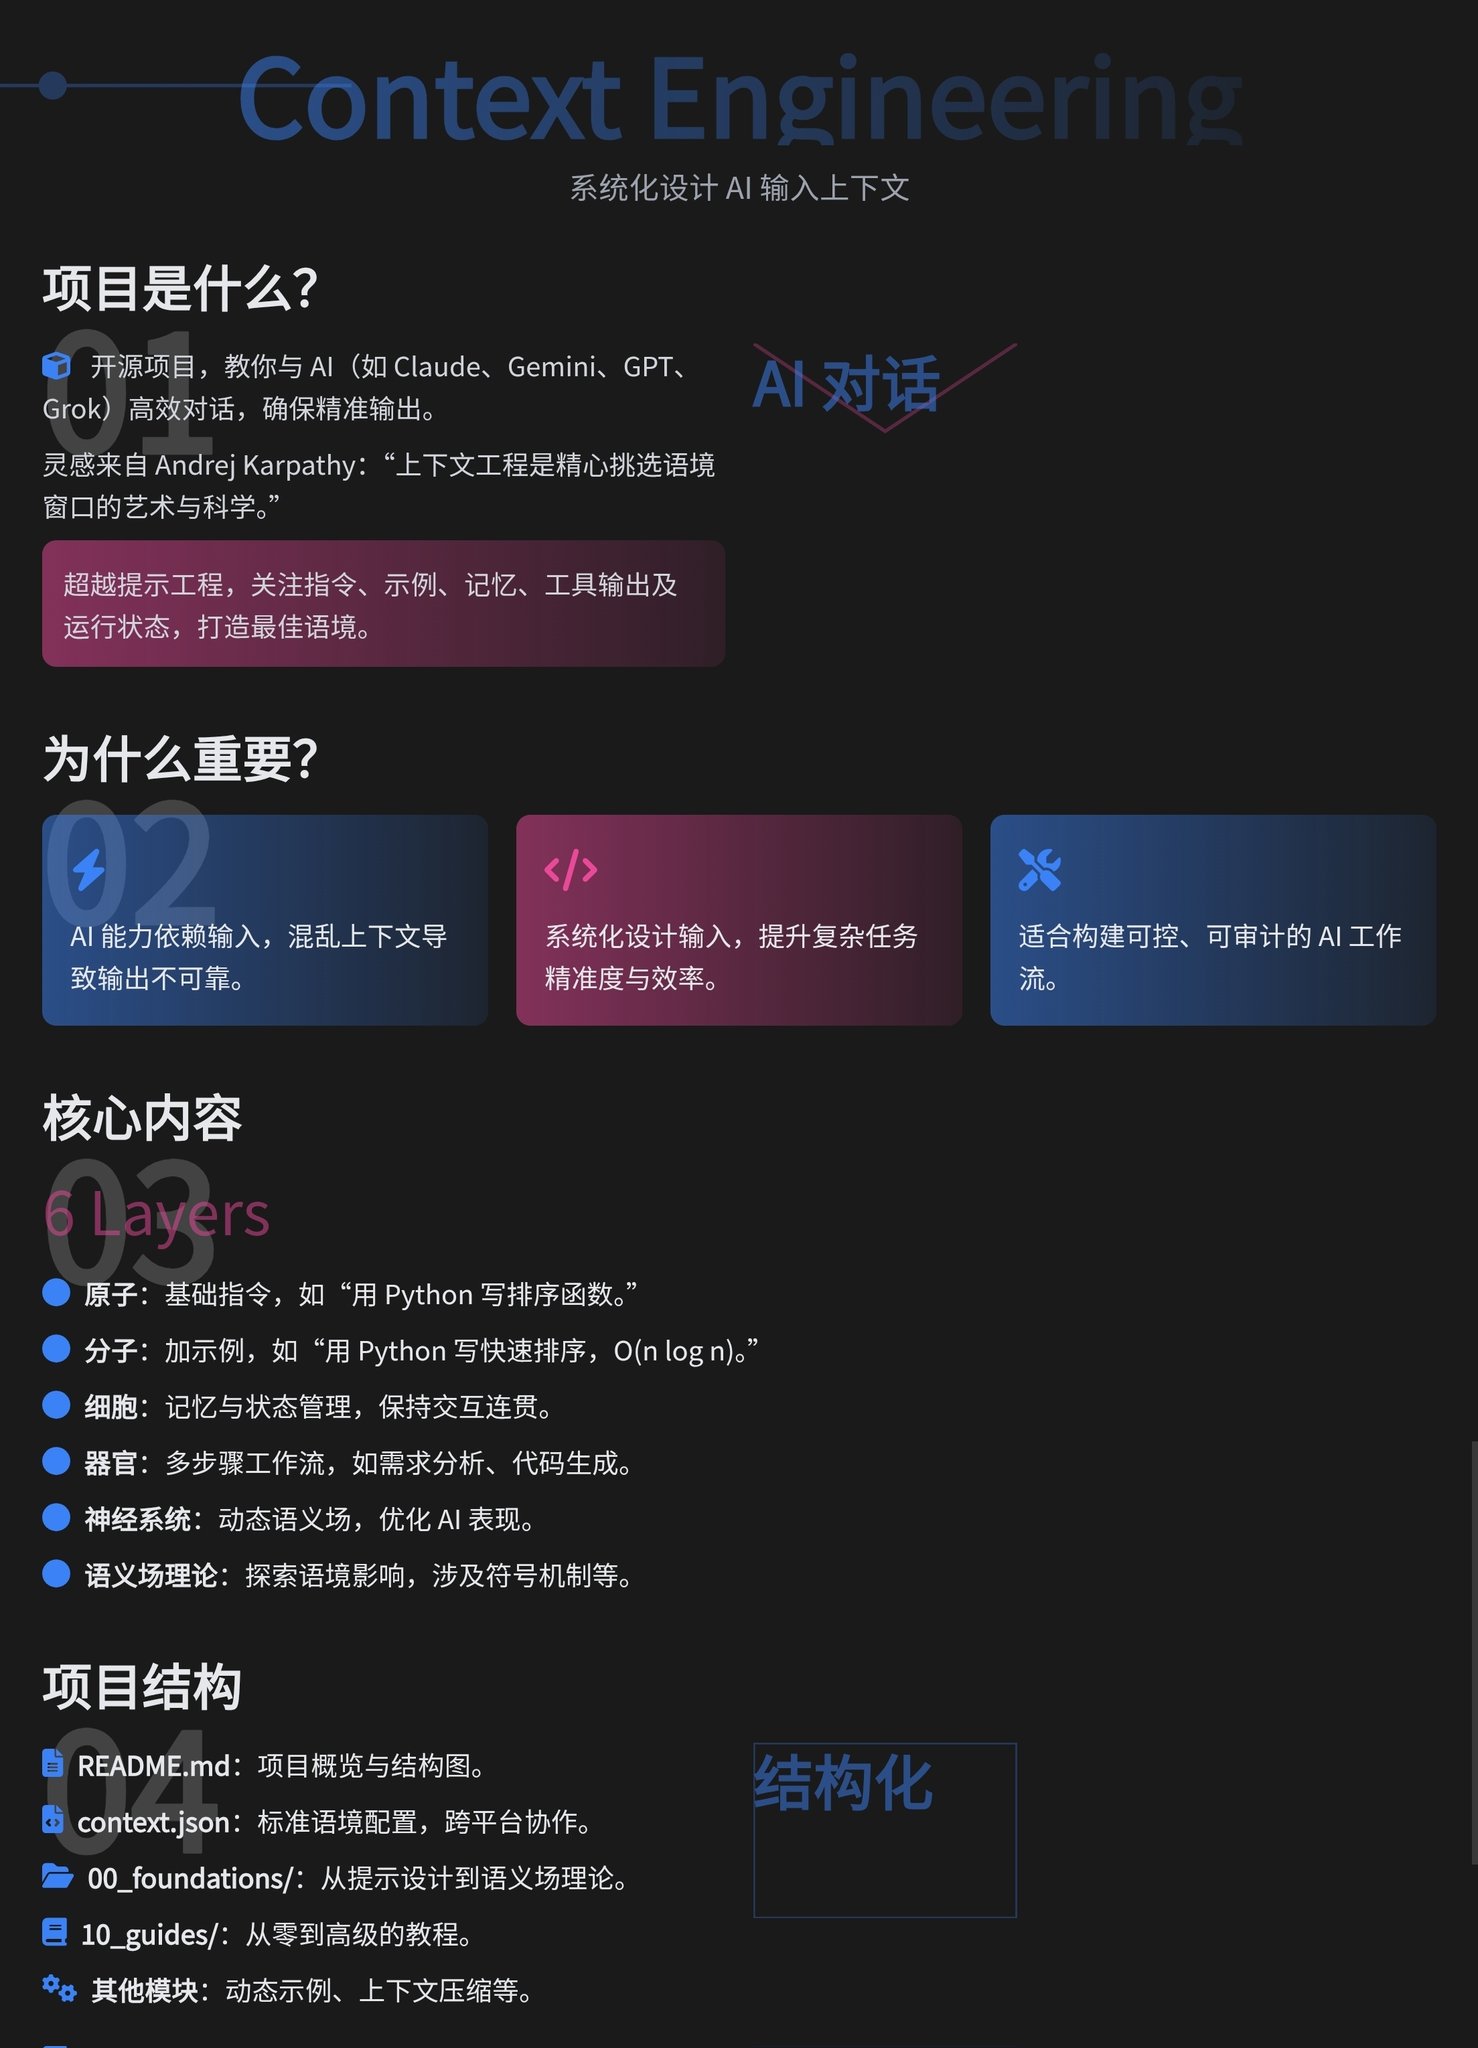 Context Engineering
系统化设计 AI 输入上下文
项目是什么？
01
开源项目，教你与 AI（如 Claude、Gemini、GPT、
Grok）高效对话，确保精准输出。
灵感来自 Andrej Karpathy：“上下文工程是精心挑选语境
窗口的艺术与科学。”
超越提示工程，关注指令、示例、记忆、工具输出及
运行状态，打造最佳语境。
AI 对话
为什么重要？
02
AI 能力依赖输入，混乱上下文导
致输出不可靠。
系统化设计输入，提升复杂任务
精准度与效率。
适合构建可控、可审计的 AI 工作
流。
核心内容
03
6 Layers
原子：基础指令，如“用 Python 写排序函数。”
分子：加示例，如“用 Python 写快速排序，O(n log n)。”
细胞：记忆与状态管理，保持交互连贯。
器官：多步骤工作流，如需求分析、代码生成。
神经系统：动态语义场，优化 AI 表现。
语义场理论：探索语境影响，涉及符号机制等。
项目结构
04
README.md：项目概览与结构图。
context.json：标准语境配置，跨平台协作。
00_foundations/：从提示设计到语义场理论。
10_guides/：从零到高级的教程。
其他模块：动态示例、上下文压缩等。
结构化